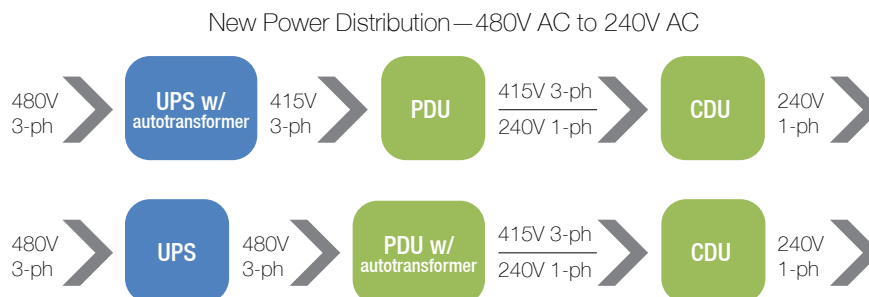 New Power Distribution—480V AC to 240V AC
480V
3-ph
UPS w/
autotransformer
415V
3-ph
PDU
415V 3-ph
240V 1-ph
CDU
240V
1-ph
480V
3-ph
UPS
480V
3-ph
PDU w/
autotransformer
415V 3-ph
240V 1-ph
CDU
240V
1-ph